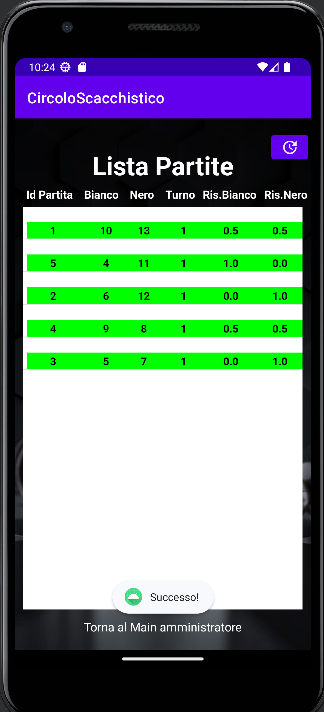 10:24
CircoloScacchistico
Lista Partite
Id Partita Bianco Nero Turno Ris.Bianco Ris.Nero
1 10 13 1 0.5 0.5
5 4 11 1 1.0 0.0
2 6 12 1 0.0 1.0
4 9 8 1 0.5 0.5
3 5 7 1 0.0 1.0
Successo!
Torna al Main amministratore